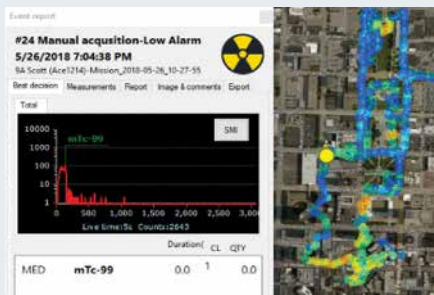 Event report
#24 Manual acqusition-Low Alarm
5/26/2018 7:04:38 PM
9A Scott (Ace1214)-Mission_2018-05-26_10-27-55
Best decision Measurements Report Image & comments Export
Total
10000
1000
100
10
1
mTc-99
SMI
0 500 1,000 1,500 2,000 2,500 3,000
Live time:5s Counts:2643
Duration( CL QTY
MED mTc-99 0.0 1 0.0